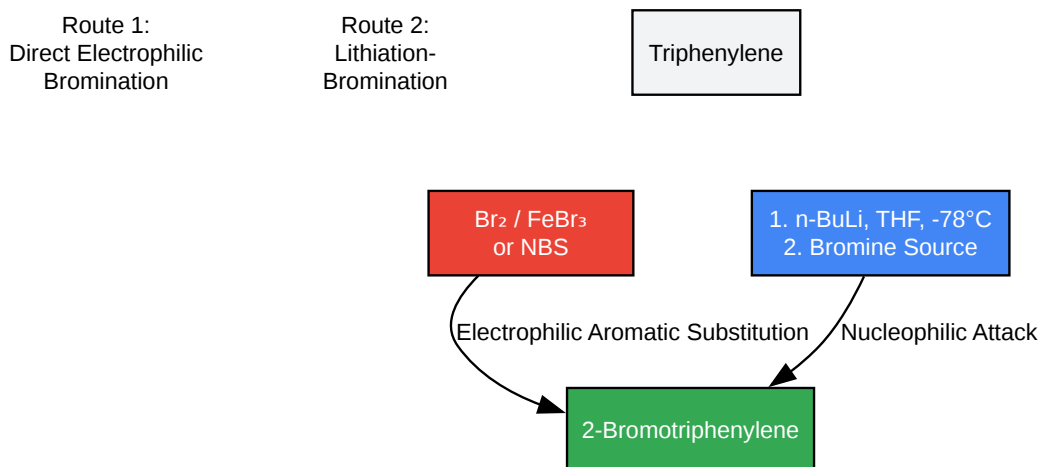 Route 1:
Direct Electrophilic
Bromination
Route 2:
Lithiation-
Bromination
Triphenylene
Br₂ / FeBr₃
or NBS
1. n-BuLi, THF, -78°C
2. Bromine Source
Electrophilic Aromatic Substitution
Nucleophilic Attack
2-Bromotriphenylene